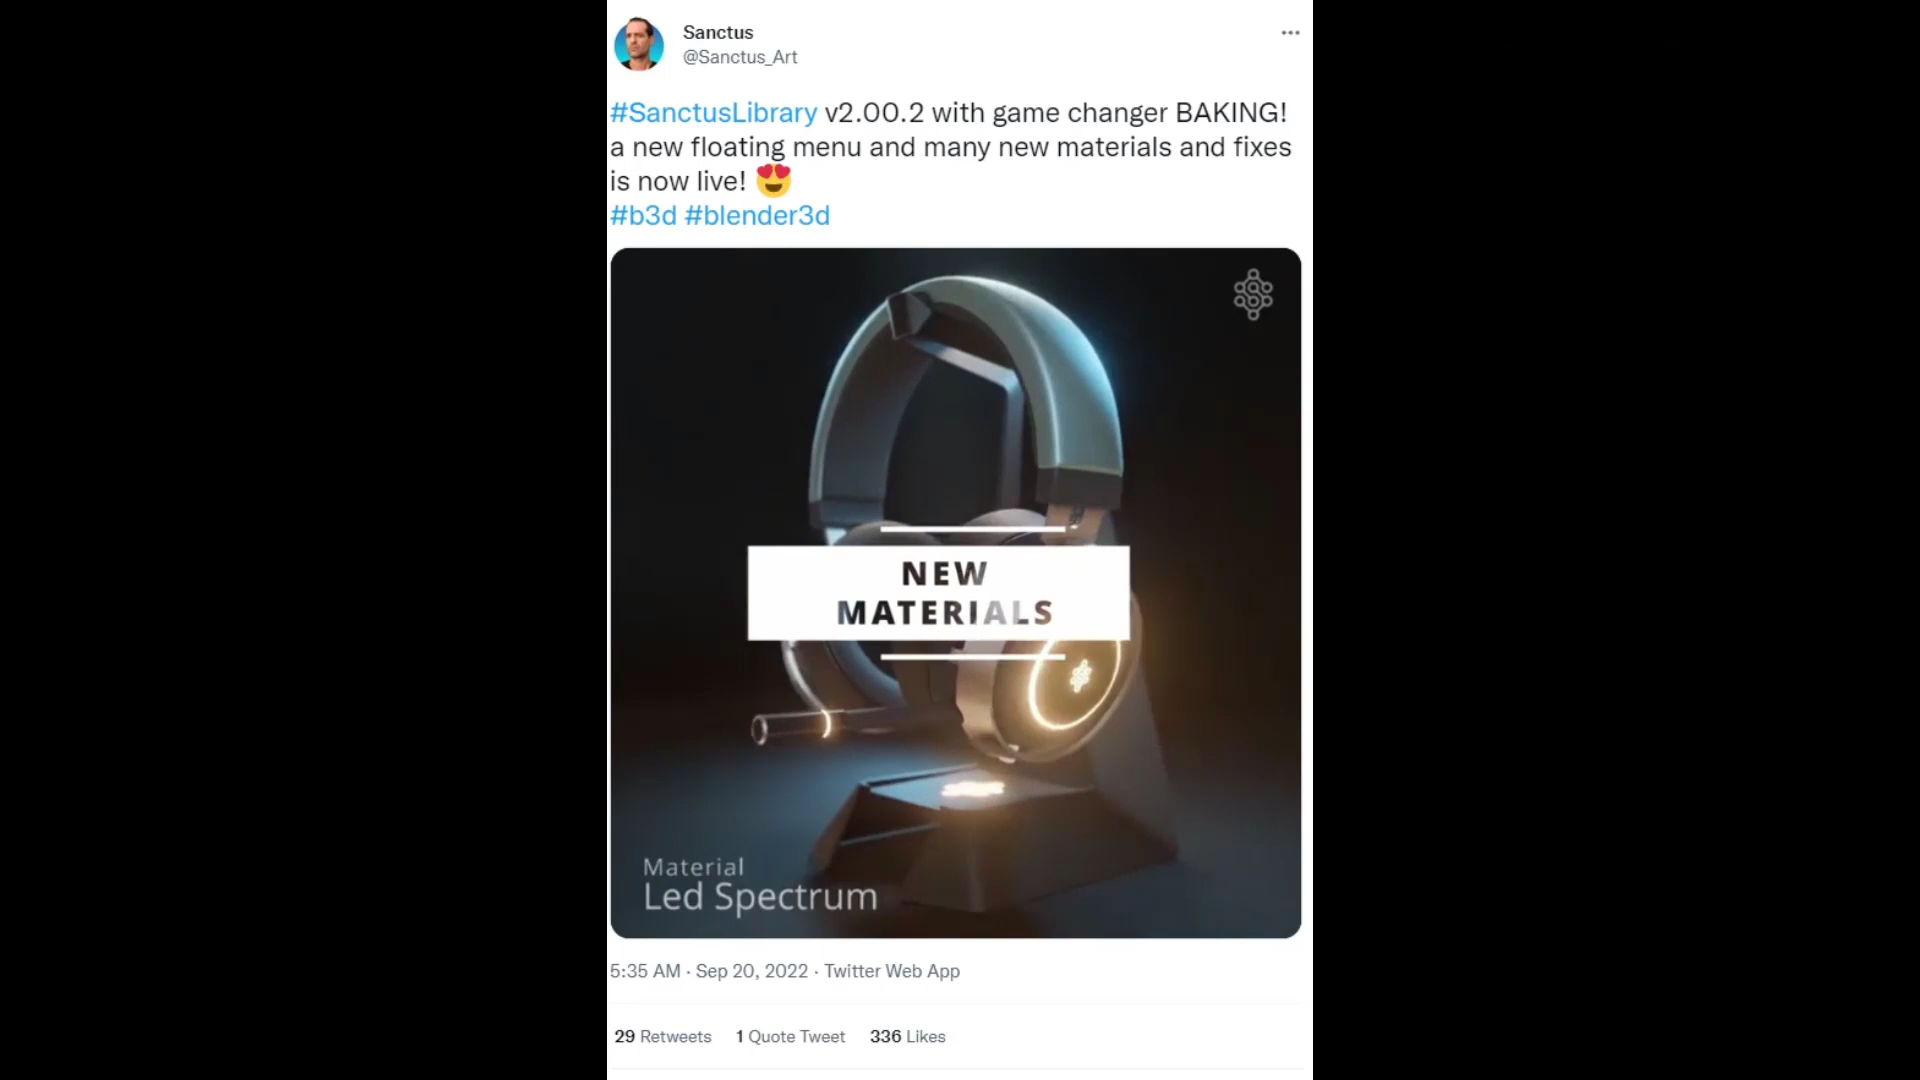 Sanctus
@Sanctus_Art
#SanctusLibrary v2.00.2 with game changer BAKING!
a new floating menu and many new materials and fixes
is now live! 😍
#b3d #blender3d
NEW
MATERIALS
Material
Led Spectrum
5:35 AM · Sep 20, 2022 · Twitter Web App
29 Retweets 1 Quote Tweet 336 Likes